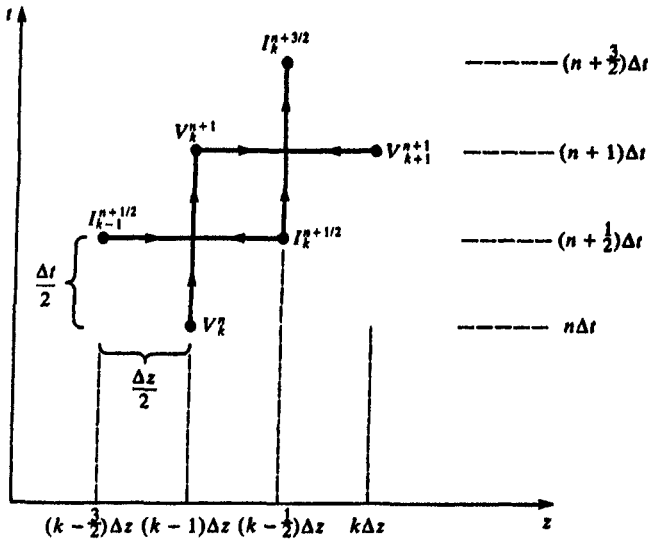 t
I_k^{n+3/2}
(n + 3/2)Δt
V_k^{n+1}
V_{k+1}^{n+1}
(n + 1)Δt
I_{k-1}^{n+1/2}
I_k^{n+1/2}
(n + 1/2)Δt
Δt/2
V_k^n
nΔt
Δz/2
(k - 3/2)Δz (k - 1)Δz (k - 1/2)Δz kΔz
z